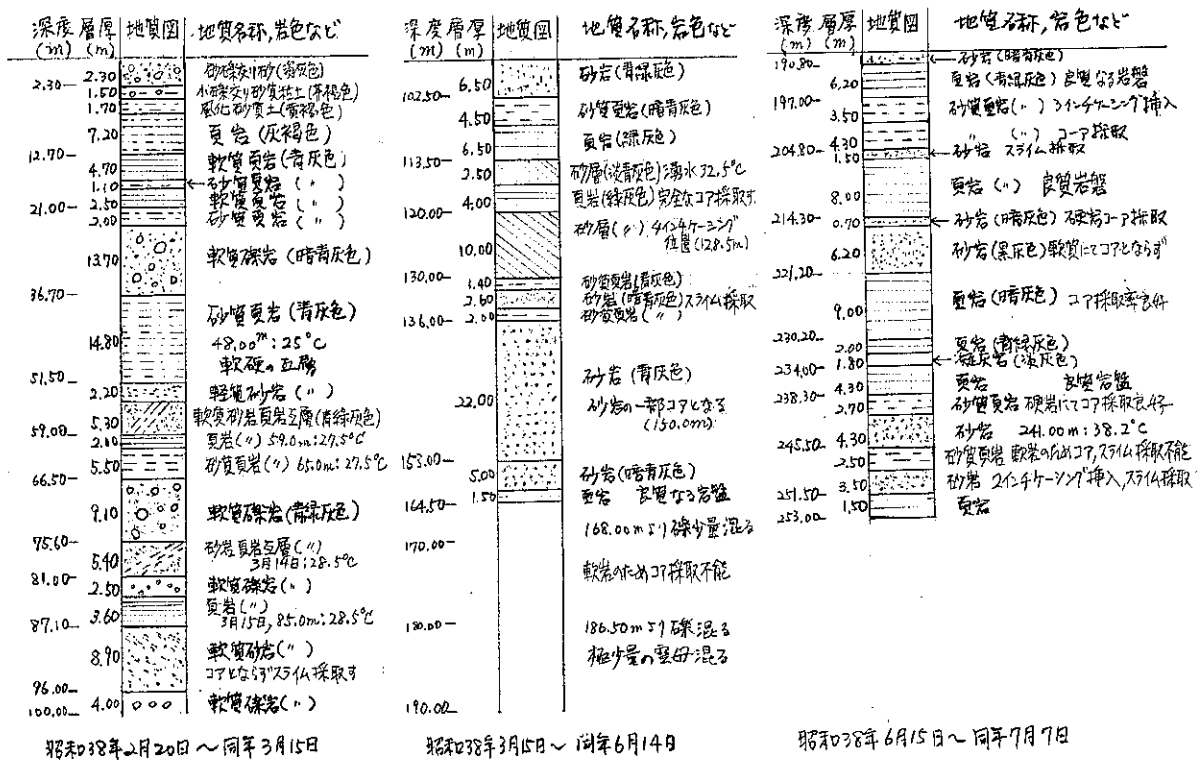 深度 層厚 地質図 地質名称,岩色など
(m) (m)
2.30 砂礫交り砂(青灰色)
2.30
1.50 小礫交り砂質粘土(茶褐色)
1.70 風化砂質土(黄褐色)
7.20 頁岩(灰褐色)
12.70
4.70 軟質頁岩(青灰色)
1.10 ←砂質頁岩(〃)
2.50 軟質頁岩(〃)
21.00
2.00 砂質頁岩(〃)
13.70 軟質礫岩(暗青灰色)
36.70
砂質頁岩(青灰色)
14.80 48.00m:25℃
軟硬の互層
51.50
2.20 軽質砂岩(〃)
5.30 軟質砂岩頁岩互層(青緑灰色)
59.00
2.00 頁岩(〃)59.0m:27.5℃
5.50 砂質頁岩(〃)65.0m:27.5℃
66.50
9.10 軟質礫岩(青緑灰色)
75.60
5.40 砂岩頁岩互層(〃)
3月14日:28.5℃
81.00
2.50 軟質礫岩(〃)
3.60 頁岩(〃)
3月15日,85.0m:28.5℃
87.10
8.90 軟質砂岩(〃)
コアとならずスライム採取す
96.00
4.00 軟質礫岩(〃)
100.00
昭和38年2月20日～同年3月15日
深度 層厚 地質図 地質名称,岩色など
(m) (m)
6.50 砂岩(青緑灰色)
102.50
4.50 砂質頁岩(暗青灰色)
6.50 頁岩(緑灰色)
113.50
2.50 砂層(淡青灰色)湧水32.5℃
4.00 頁岩(緑灰色)完全なコア採取す
120.00
10.00 砂層(〃)4インチケーシング
位置(128.5m)
130.00
1.40 砂質頁岩(青灰色)
2.60 砂岩(暗青灰色)スライム採取
136.00 2.00 砂質頁岩(〃)
砂岩(青灰色)
22.00 砂岩の一部コアとなる
(150.0m)
153.00
5.00 砂岩(暗青灰色)
1.50 頁岩 良質なる岩盤
164.50
168.00mより礫少量混る
170.00
軟岩のためコア採取不能
180.00
186.50mより礫混る
極少量の雲母混る
190.00
昭和38年3月15日～同年6月14日
深度 層厚 地質図 地質名称,岩色など
(m) (m)
190.80 ←砂岩(暗青灰色)
6.20 頁岩(青緑灰色)良質なる岩盤
197.00
3.50 砂質頁岩(〃)3インチケーシング挿入
4.30 〃 (〃) コア採取
204.80
1.50 ←砂岩 スライム採取
8.00 頁岩(〃) 良質岩盤
214.30
0.70 ←砂岩(暗青灰色)硬岩コア採取
6.20 砂岩(黒灰色)軟質にてコアとならず
221.20
9.00 頁岩(暗青灰色)コア採取率良好
230.20
2.00 頁岩(青緑灰色)
1.80 ←凝灰岩(淡灰色)
234.00
4.30 頁岩 良質岩盤
238.30
2.70 砂質頁岩 硬岩にてコア採取良好
4.30 砂岩 241.00m:38.2℃
245.50
2.50 砂質頁岩 軟岩のためコア,スライム採取不能
3.50 砂岩 2インチケーシング挿入,スライム採取
251.50
1.50 頁岩
253.00
昭和38年6月15日～同年7月7日